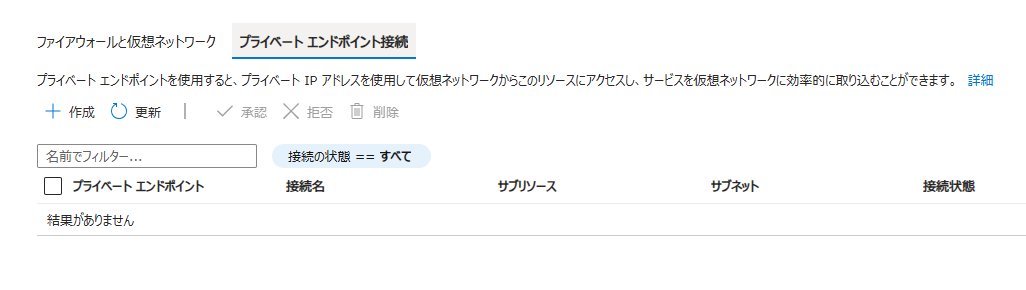 ファイアウォールと仮想ネットワーク プライベート エンドポイント接続
プライベート エンドポイントを使用すると、プライベート IP アドレスを使用して仮想ネットワークからこのリソースにアクセスし、サービスを仮想ネットワークに効率的に取り込むことができます。 詳細
作成 更新 承認 拒否 削除
名前でフィルター... 接続の状態 == すべて
プライベート エンドポイント 接続名 サブリソース サブネット 接続状態
結果がありません